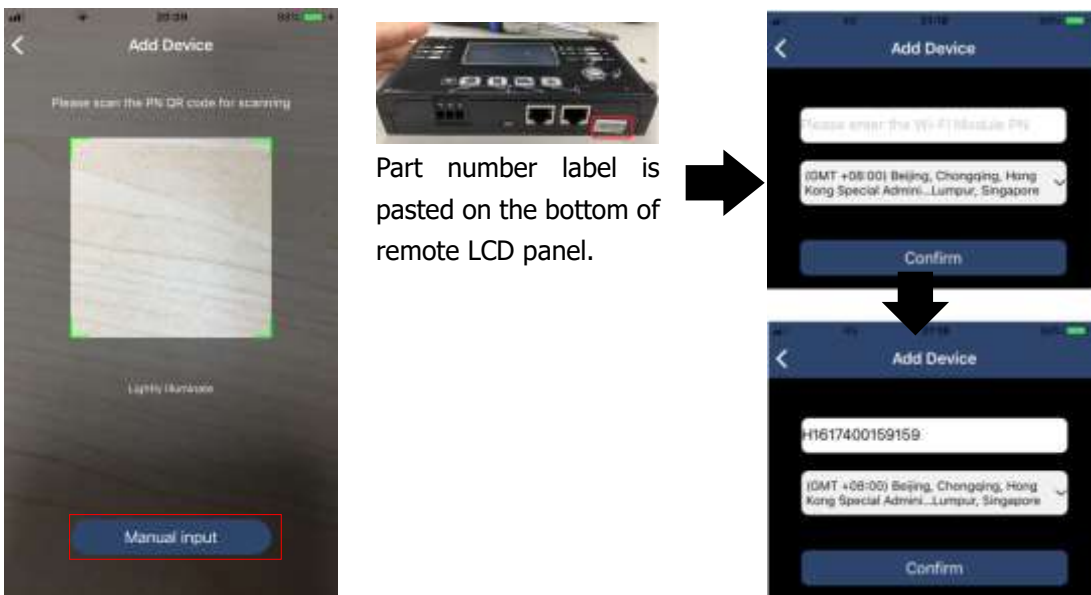 Add Device
Please scan the PN QR code for scanning
Lightly illuminate
Manual input
Part number label is
pasted on the bottom of
remote LCD panel.
Add Device
Please enter the Wi-Fi Module PN
(GMT +08:00) Beijing, Chongqing, Hong
Kong Special Admini...Lumpur, Singapore
Confirm
Add Device
H1617400159159
(GMT +08:00) Beijing, Chongqing, Hong
Kong Special Admini...Lumpur, Singapore
Confirm